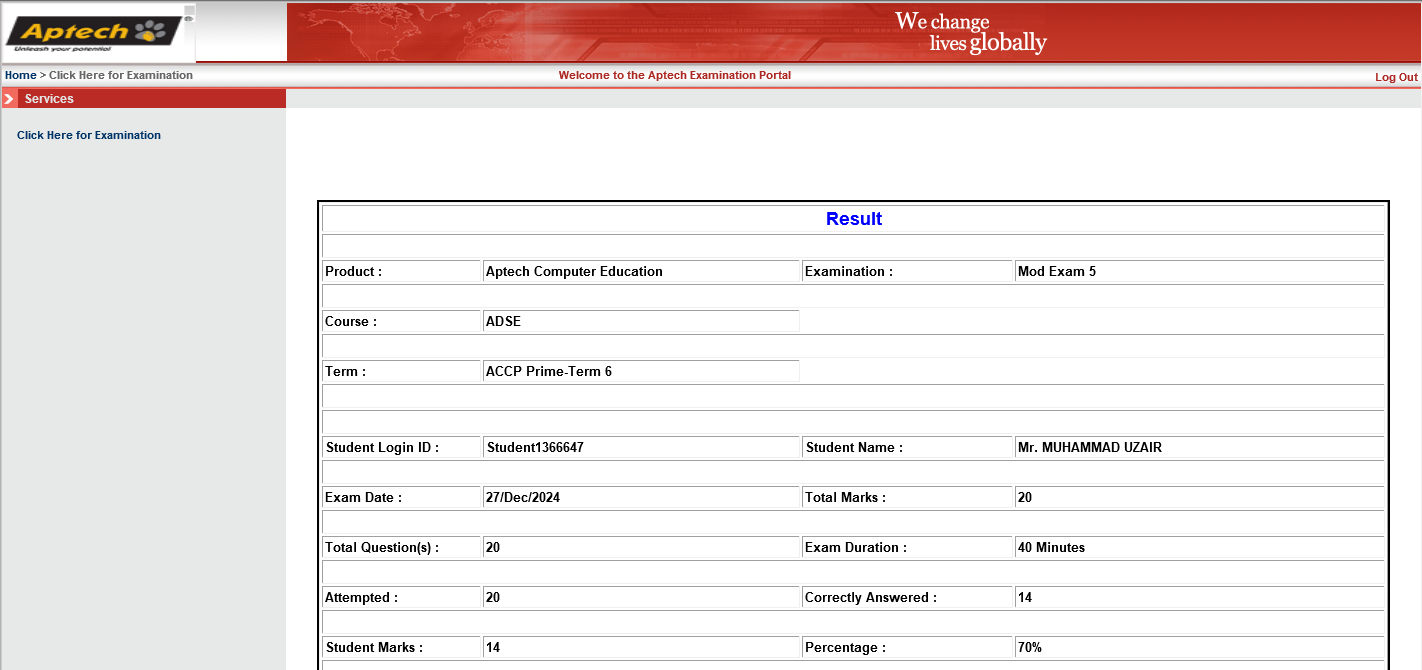 Aptech
Unleash your potential
We change
lives globally
Home > Click Here for Examination
Welcome to the Aptech Examination Portal
Log Out
Services
Click Here for Examination
Result
Product : Aptech Computer Education Examination : Mod Exam 5
Course : ADSE
Term : ACCP Prime-Term 6
Student Login ID : Student1366647 Student Name : Mr. MUHAMMAD UZAIR
Exam Date : 27/Dec/2024 Total Marks : 20
Total Question(s) : 20 Exam Duration : 40 Minutes
Attempted : 20 Correctly Answered : 14
Student Marks : 14 Percentage : 70%